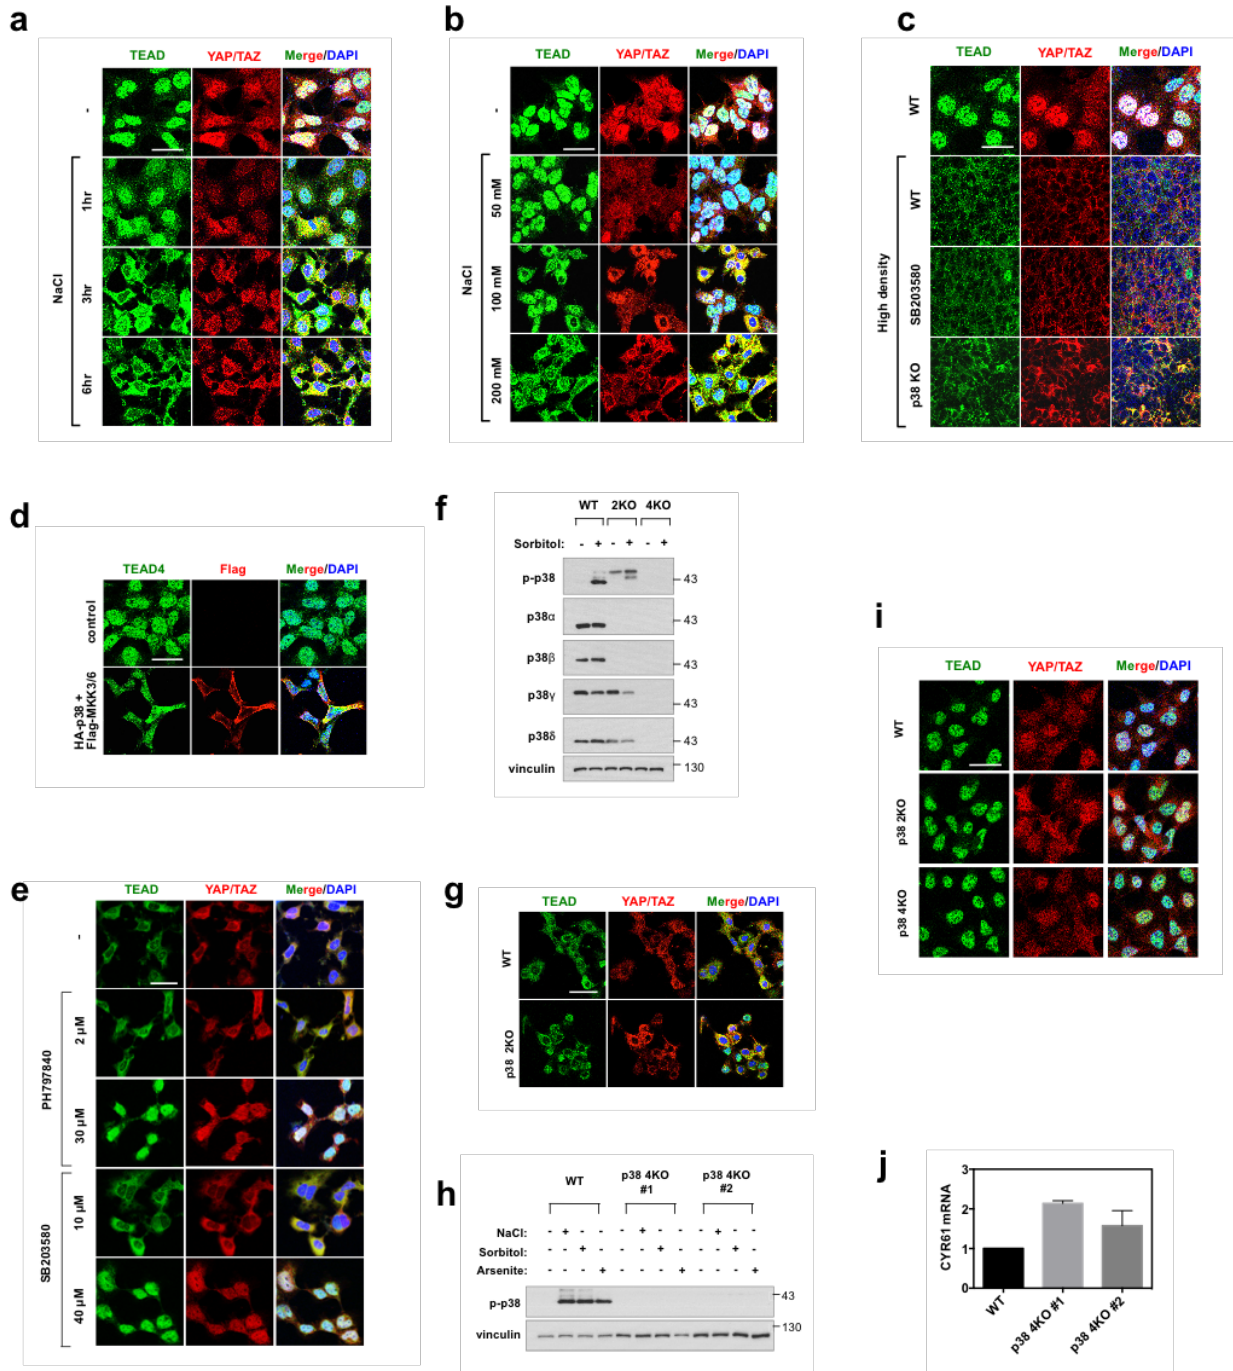 a
TEAD YAP/TAZ Merge/DAPI
-
NaCl
1hr
3hr
6hr
b
TEAD YAP/TAZ Merge/DAPI
-
NaCl
50 mM
100 mM
200 mM
c
TEAD YAP/TAZ Merge/DAPI
WT
High density
WT
SB203580
p38 KO
d
TEAD4 Flag Merge/DAPI
control
HA-p38 +
Flag-MKK3/6
f
WT 2KO 4KO
Sorbitol: - + - + - +
p-p38 43
p38α 43
p38β 43
p38γ 43
p38δ 43
vinculin 130
i
TEAD YAP/TAZ Merge/DAPI
WT
p38 2KO
p38 4KO
e
TEAD YAP/TAZ Merge/DAPI
-
PH797840
2 μM
30 μM
SB203580
10 μM
40 μM
g
TEAD YAP/TAZ Merge/DAPI
WT
p38 2KO
h
WT p38 4KO #1 p38 4KO #2
NaCl: - + - - - + - - - + - -
Sorbitol: - - + - - - + - - - + -
Arsenite: - - - + - - - + - - - +
p-p38 43
vinculin 130
j
CYR61 mRNA
3
2
1
0
WT p38 4KO #1 p38 4KO #2